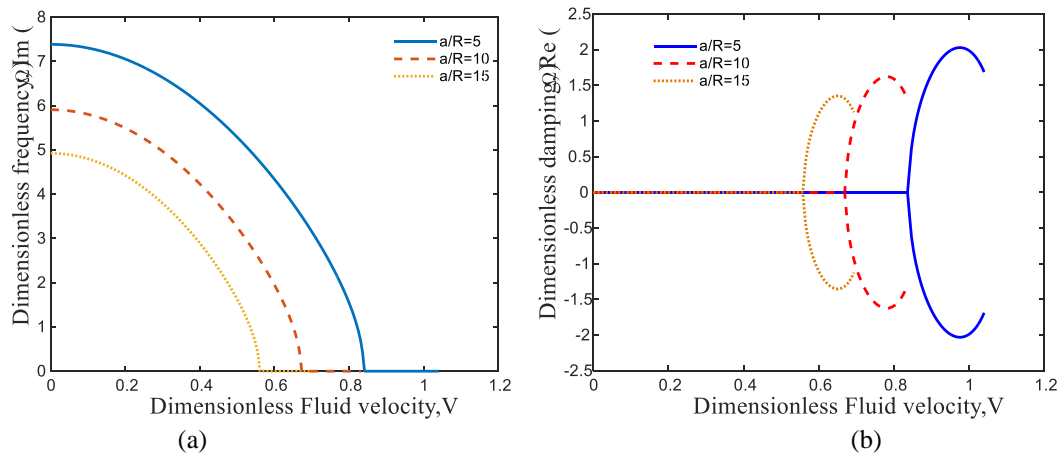 8
7
6
5
4
3
2
1
0
Dimensionless frequency, Im (Ω)
a/R=5
a/R=10
a/R=15
0 0.2 0.4 0.6 0.8 1 1.2
Dimensionless Fluid velocity,V
(a)
2.5
2
1.5
1
0.5
0
-0.5
-1
-1.5
-2
-2.5
Dimensionless damping, Re (Ω)
a/R=5
a/R=10
a/R=15
0 0.2 0.4 0.6 0.8 1 1.2
Dimensionless Fluid velocity,V
(b)